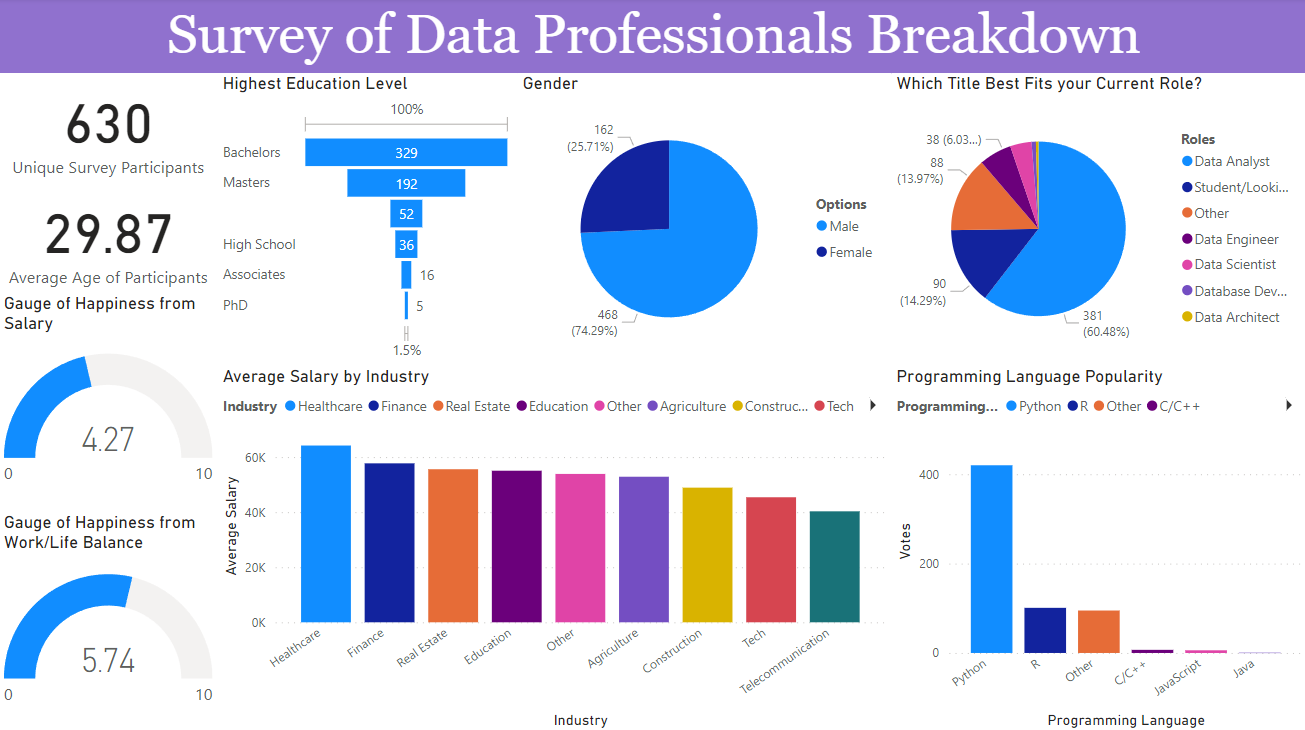 Survey of Data Professionals Breakdown
630
Unique Survey Participants
29.87
Average Age of Participants
Gauge of Happiness from
Salary
4.27
0
10
Gauge of Happiness from
Work/Life Balance
5.74
0
10
Highest Education Level
100%
Bachelors
329
Masters
192
52
High School
36
Associates
16
PhD
5
1.5%
Gender
162
(25.71%)
468
(74.29%)
Options
Male
Female
Which Title Best Fits your Current Role?
38 (6.03...)
88
(13.97%)
90
(14.29%)
381
(60.48%)
Roles
Data Analyst
Student/Looki...
Other
Data Engineer
Data Scientist
Database Dev...
Data Architect
Average Salary by Industry
Industry Healthcare Finance Real Estate Education Other Agriculture Construc... Tech
Average Salary
60K
40K
20K
0K
Healthcare
Finance
Real Estate
Education
Other
Agriculture
Construction
Tech
Telecommunication
Industry
Programming Language Popularity
Programming... Python R Other C/C++
Votes
400
200
0
Python
R
Other
C/C++
JavaScript
Java
Programming Language